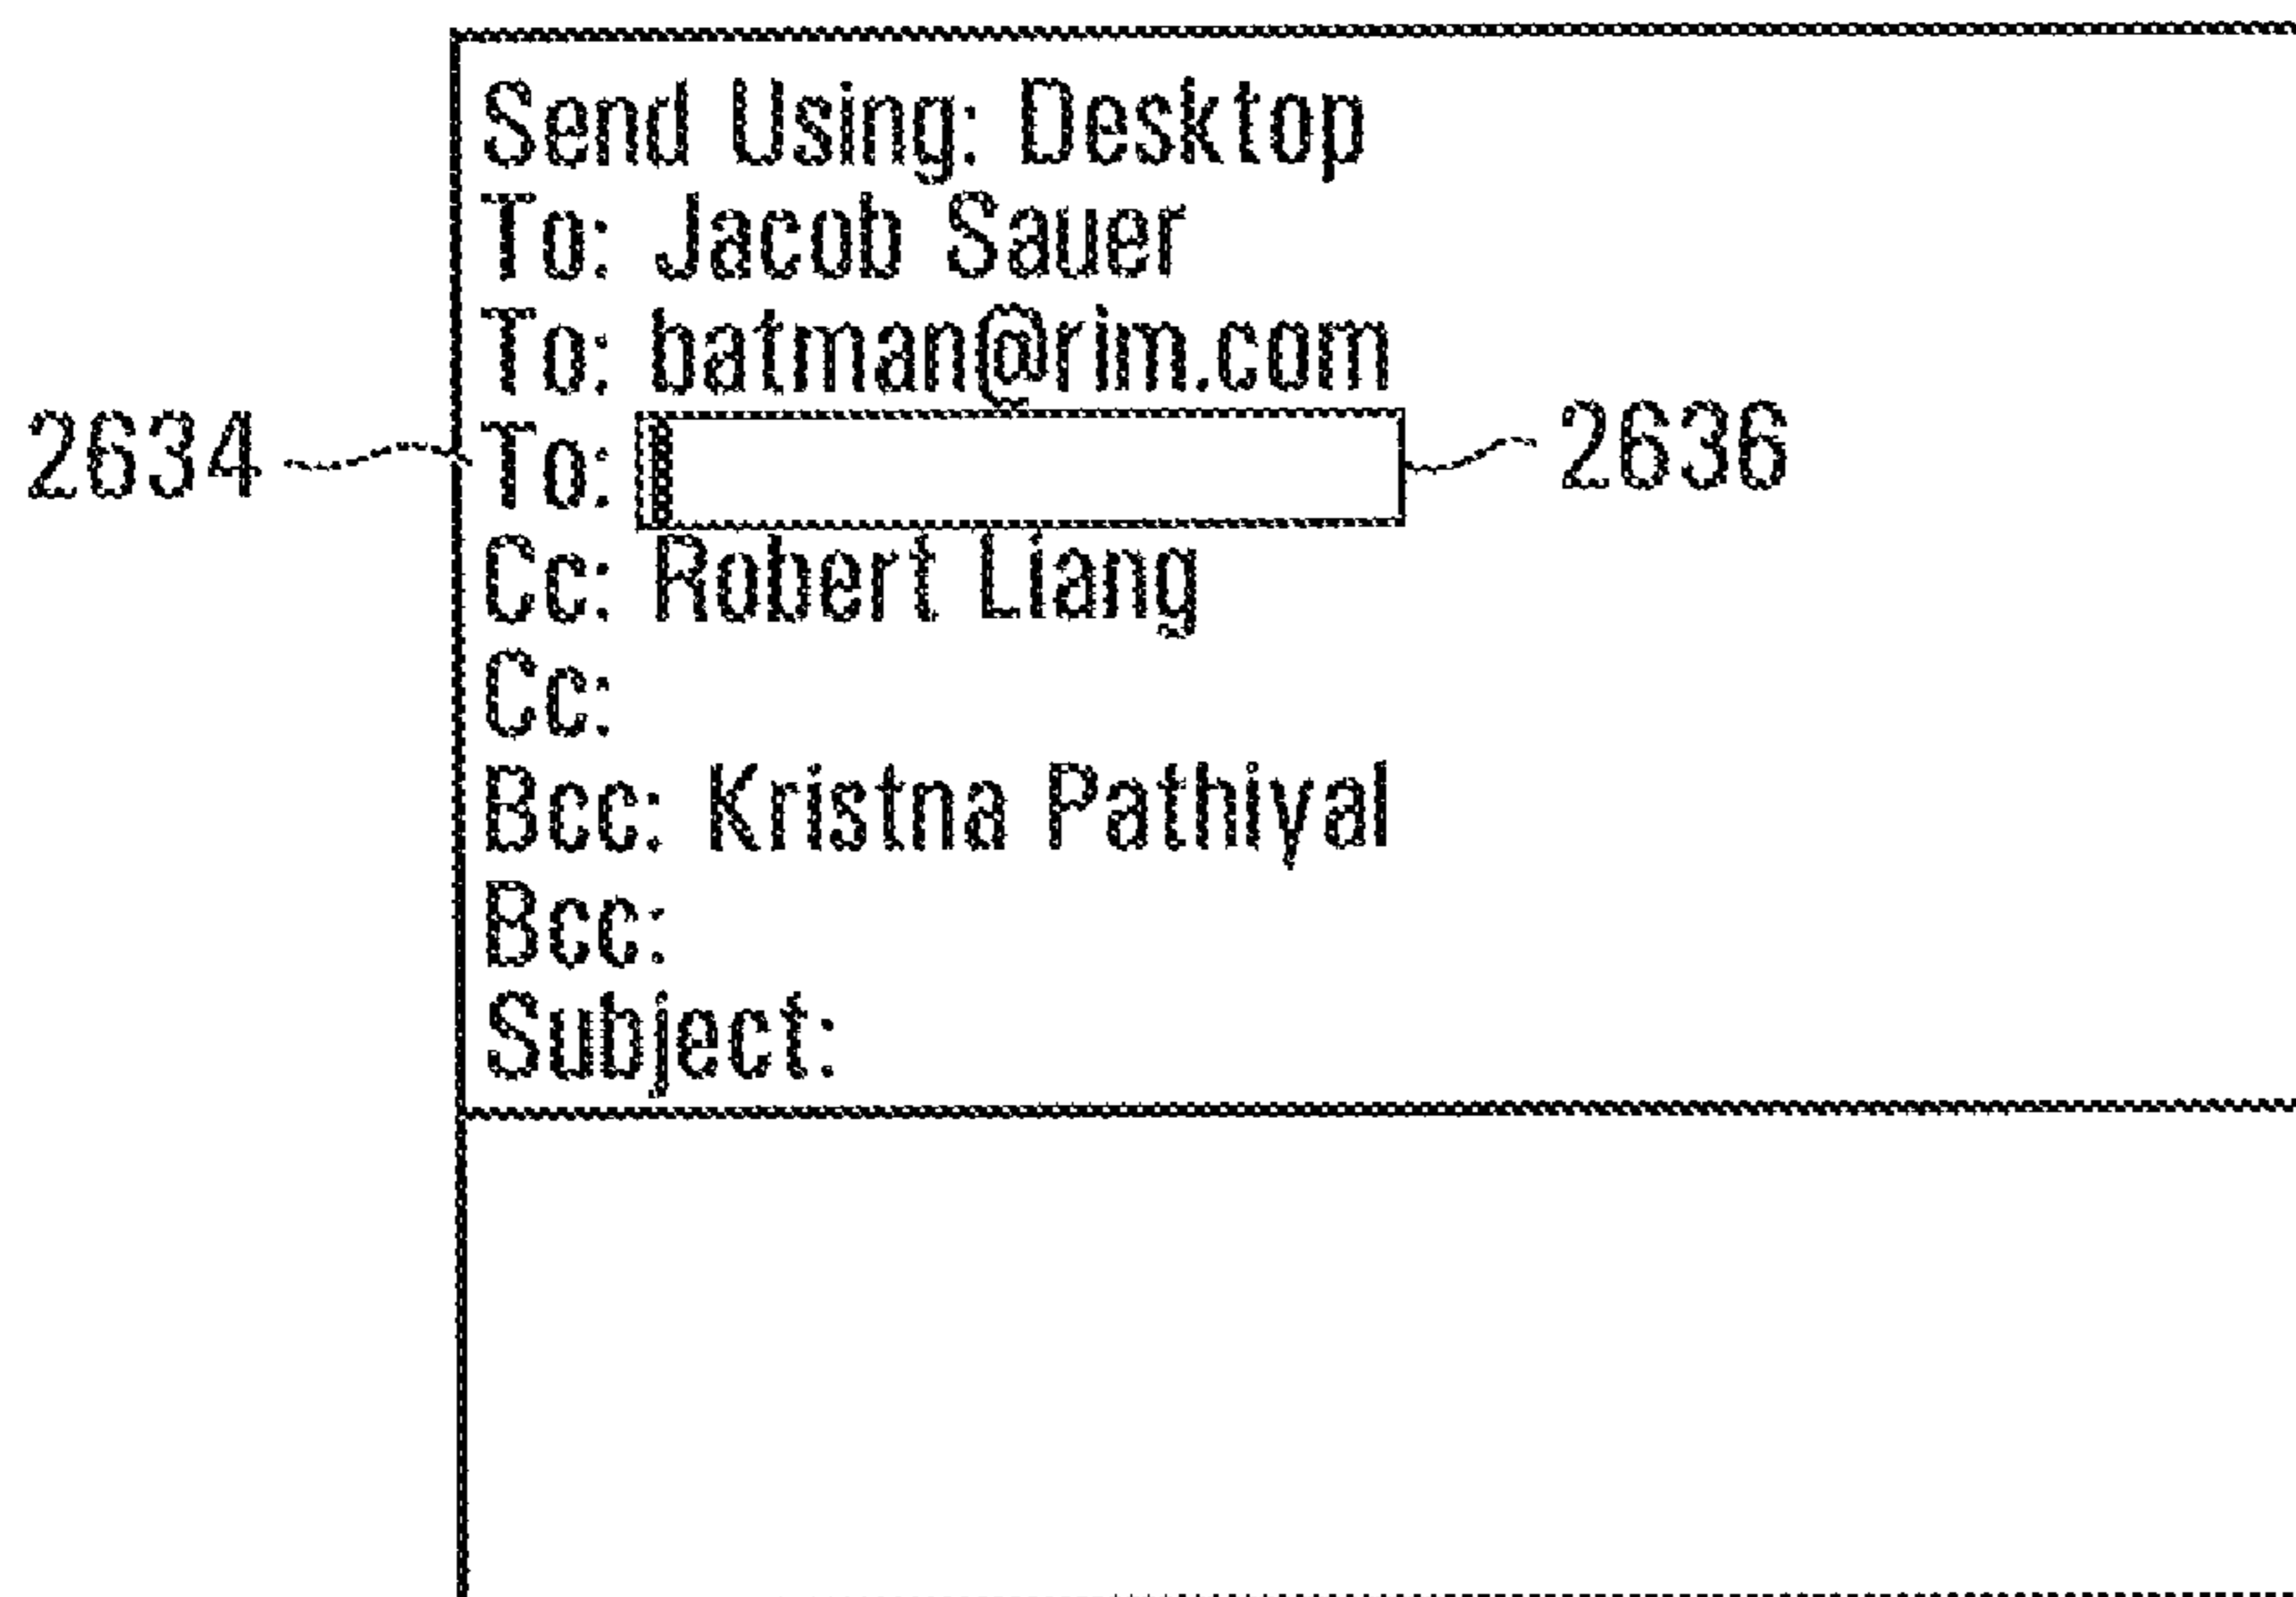 Send Using: Desktop
To: Jacob Sauer
To: batman@rim.com
2634 To: 2636
Cc: Robert Liang
Cc:
Bcc: Kristna Pathiyal
Bcc:
Subject: